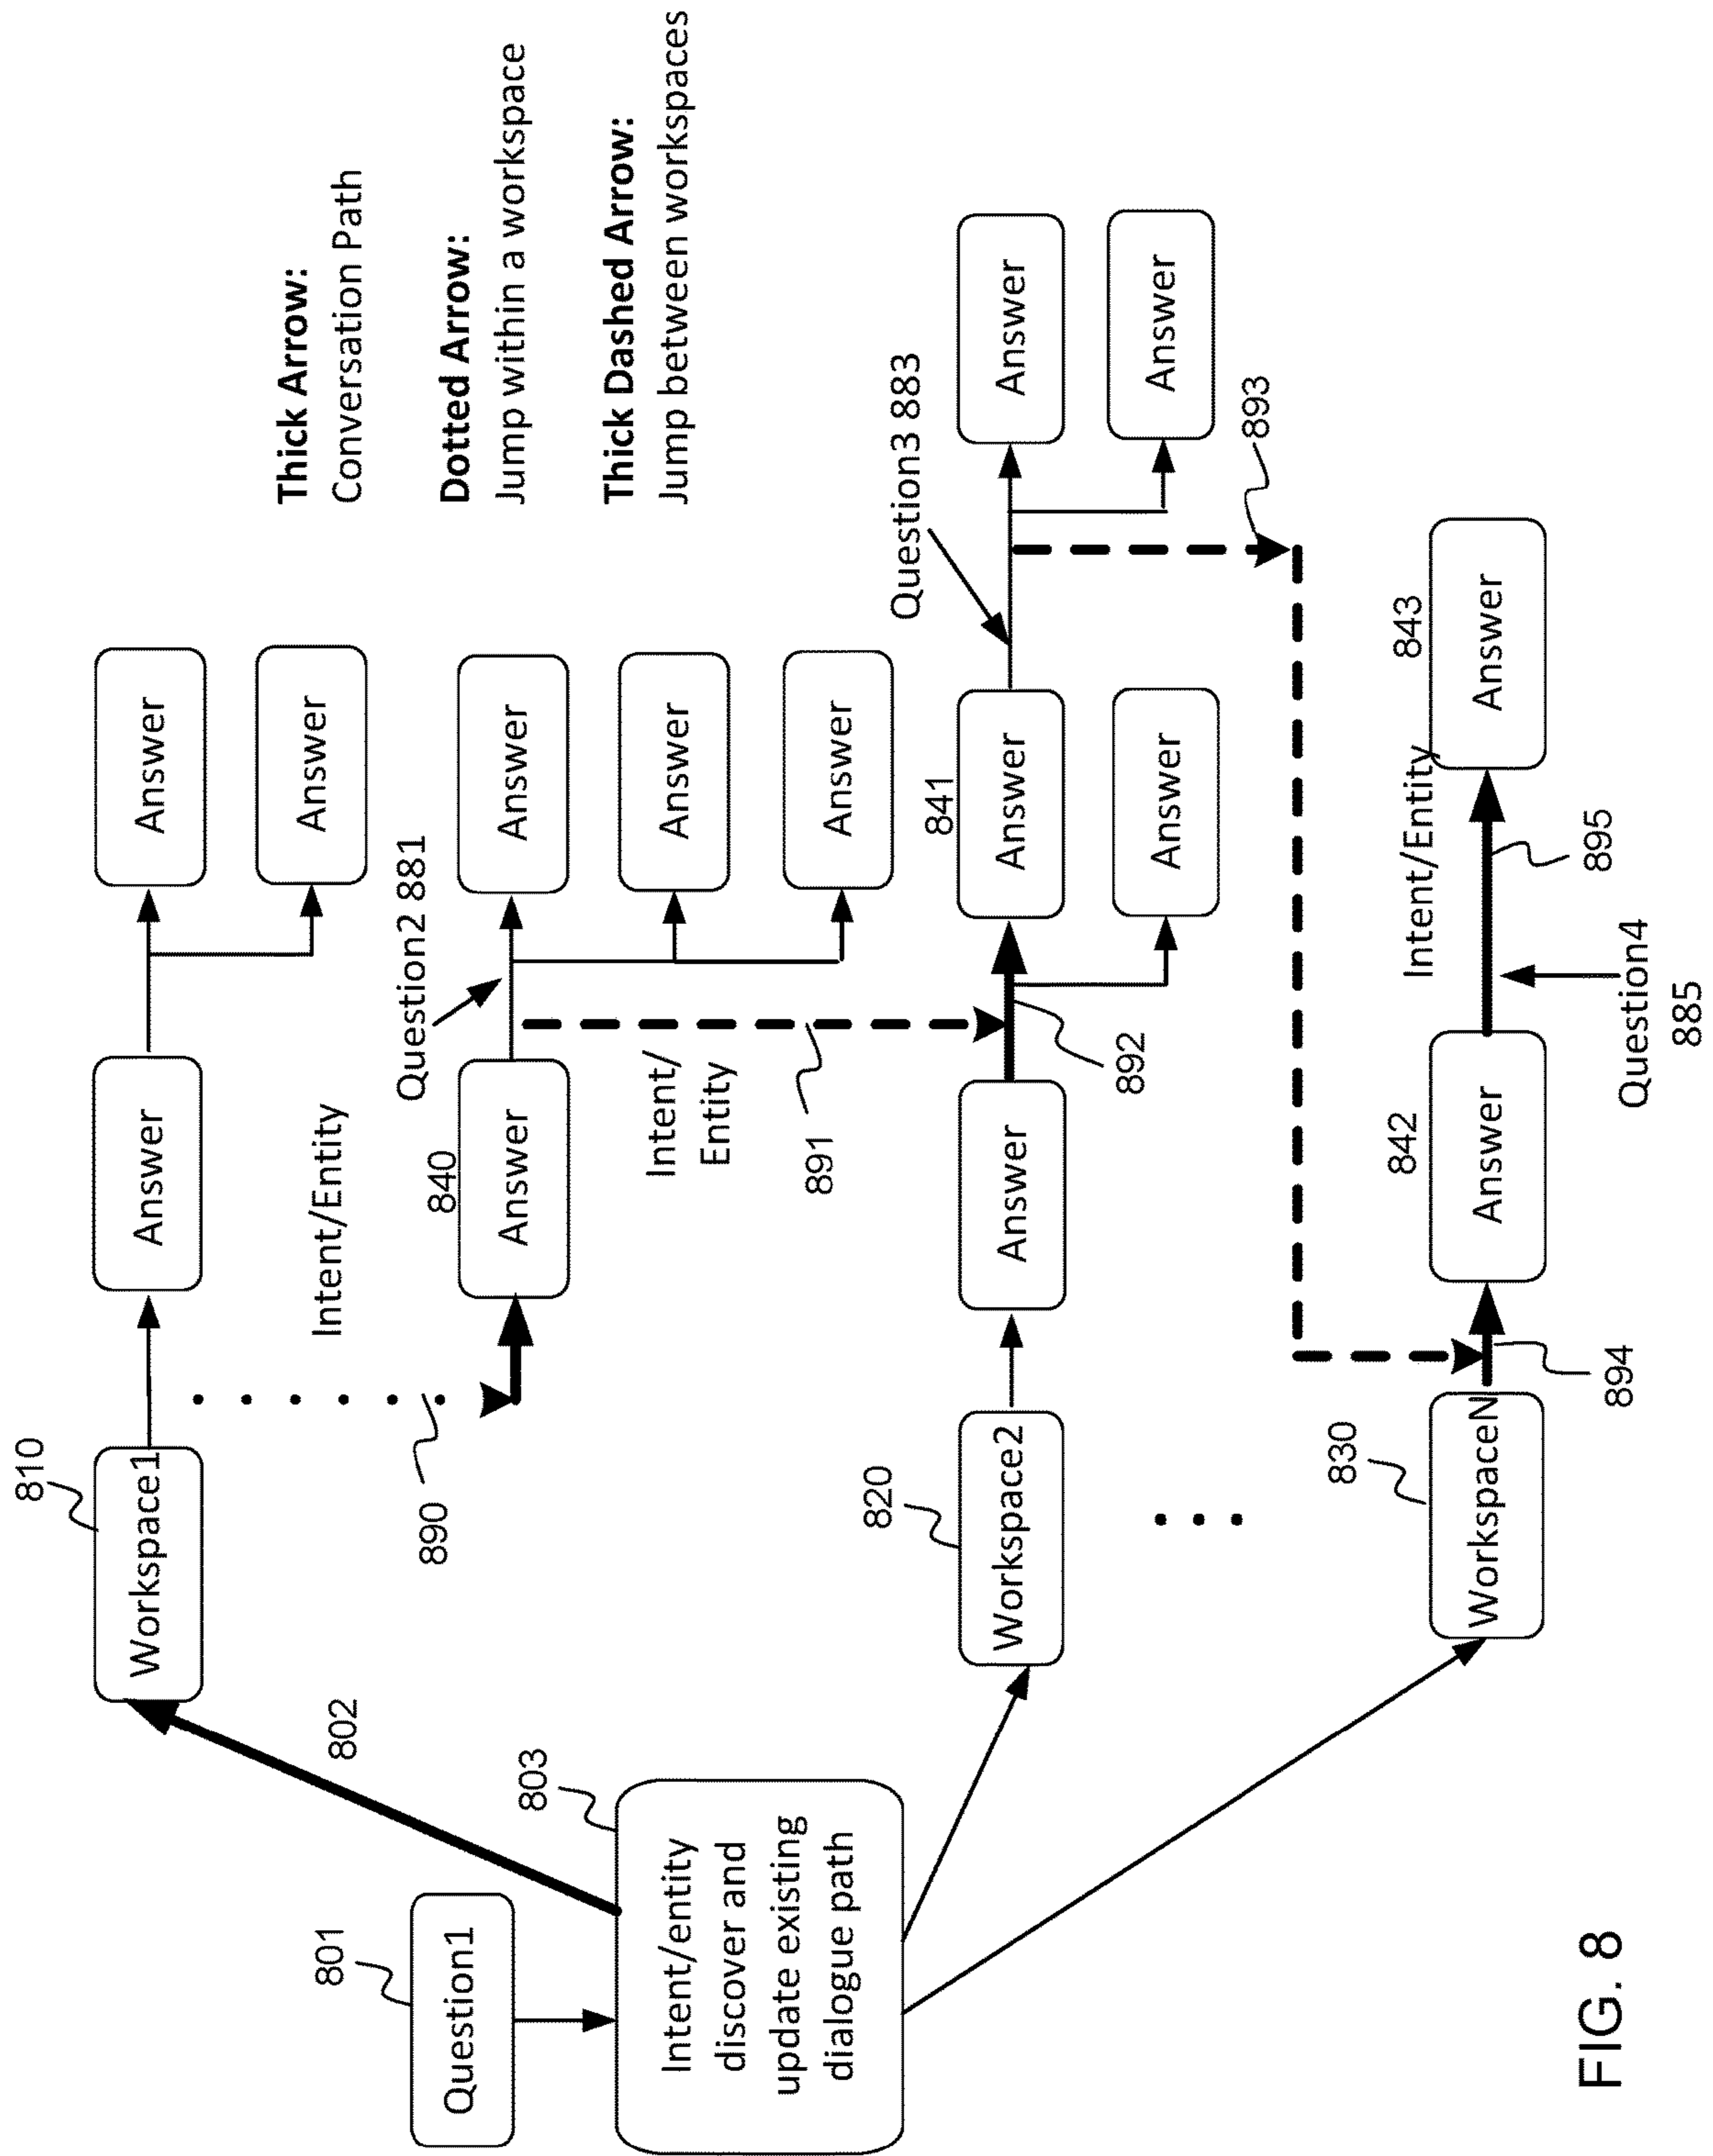 810
Workspace1
Answer
Answer
Answer
Thick Arrow:
Conversation Path
Dotted Arrow:
Jump within a workspace
Thick Dashed Arrow:
Jump between workspaces
802
890
Intent/Entity
801
Question1
803
Intent/entity
discover and
update existing
dialogue path
840
Answer
Question2 881
Answer
Answer
Answer
Intent/
Entity
891
820
Workspace2
Answer
892
841
Answer
Answer
Question3 883
Answer
Answer
893
830
WorkspaceN
894
842
Answer
Intent/Entity
895
843
Answer
Question4
885
FIG. 8